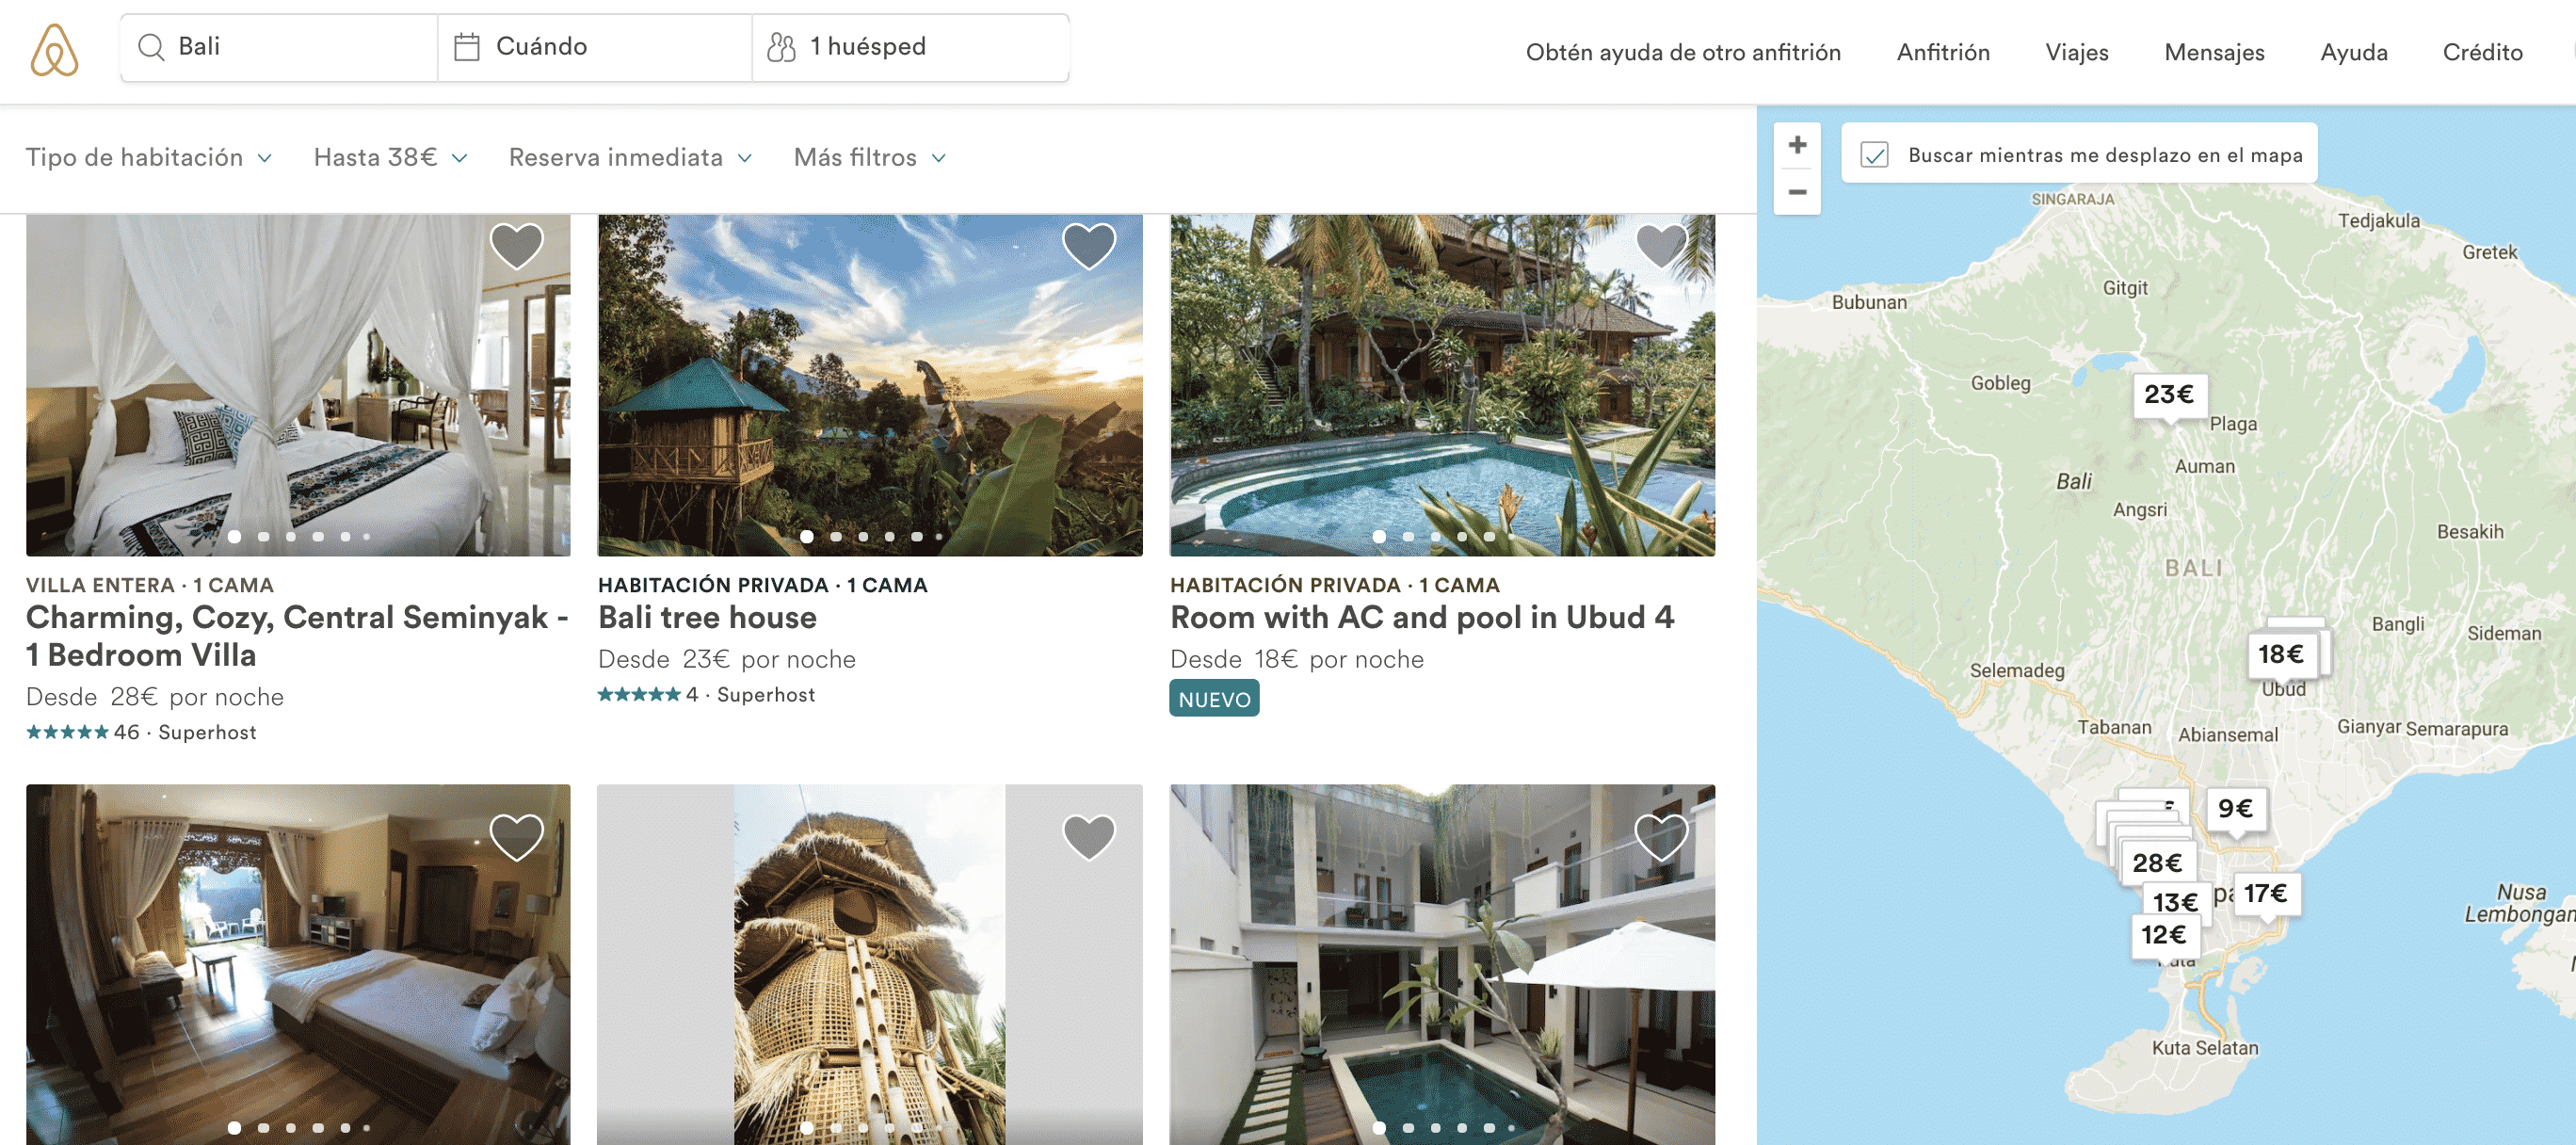 Bali
Cuándo
1 huésped
Obtén ayuda de otro anfitrión
Anfitrión
Viajes
Mensajes
Ayuda
Crédito
Tipo de habitación
Hasta 38€
Reserva inmediata
Más filtros
VILLA ENTERA · 1 CAMA
Charming, Cozy, Central Seminyak -
1 Bedroom Villa
Desde 28€ por noche
46 · Superhost
HABITACIÓN PRIVADA · 1 CAMA
Bali tree house
Desde 23€ por noche
4 · Superhost
HABITACIÓN PRIVADA · 1 CAMA
Room with AC and pool in Ubud 4
Desde 18€ por noche
NUEVO
+
−
Buscar mientras me desplazo en el mapa
SINGARAJA
Tedjakula
Gretek
Gitgit
Bubunan
Gobleg
23€
Plaga
Auman
Bali
Angsri
Besakih
BALI
Bangli
Sideman
18€
Selemadeg
Ubud
Tabanan
Abiansemal
Gianyar
Semarapura
9€
28€
13€
17€
12€
Nusa
Lembongan
Kuta Selatan